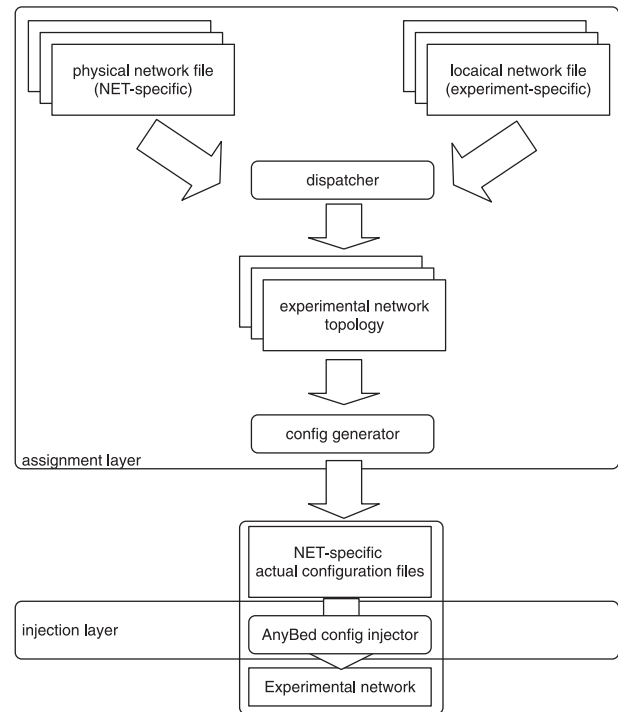 physical network file
(NET-specific)
locaical network file
(experiment-specific)
dispatcher
experimental network
topology
config generator
assignment layer
NET-specific
actual configuration files
injection layer
AnyBed config injector
Experimental network